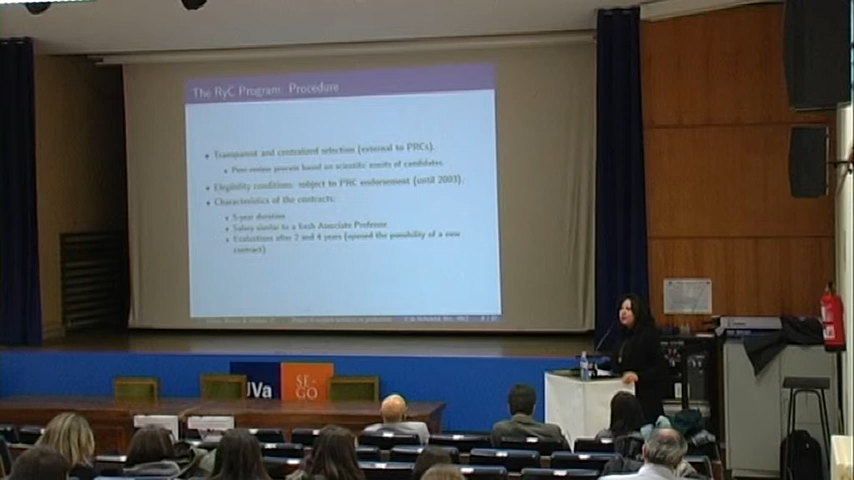 The RyC Program: Procedure
Transparent and centralized selection (external to PRCs).
Peer-review process based on scientific merits of candidates.
Eligibility conditions: subject to PRC endorsement (until 2003).
Characteristics of the contracts:
5-year duration
Salary similar to a fresh Associate Professor
Evaluations after 2 and 4 years (opened the possibility of a new
contract)
UVa
SE-
GO